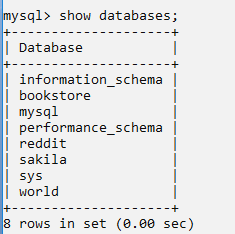 mysql> show databases;
+--------------------+
| Database           |
+--------------------+
| information_schema |
| bookstore          |
| mysql              |
| performance_schema |
| reddit             |
| sakila             |
| sys                |
| world              |
+--------------------+
8 rows in set (0.00 sec)